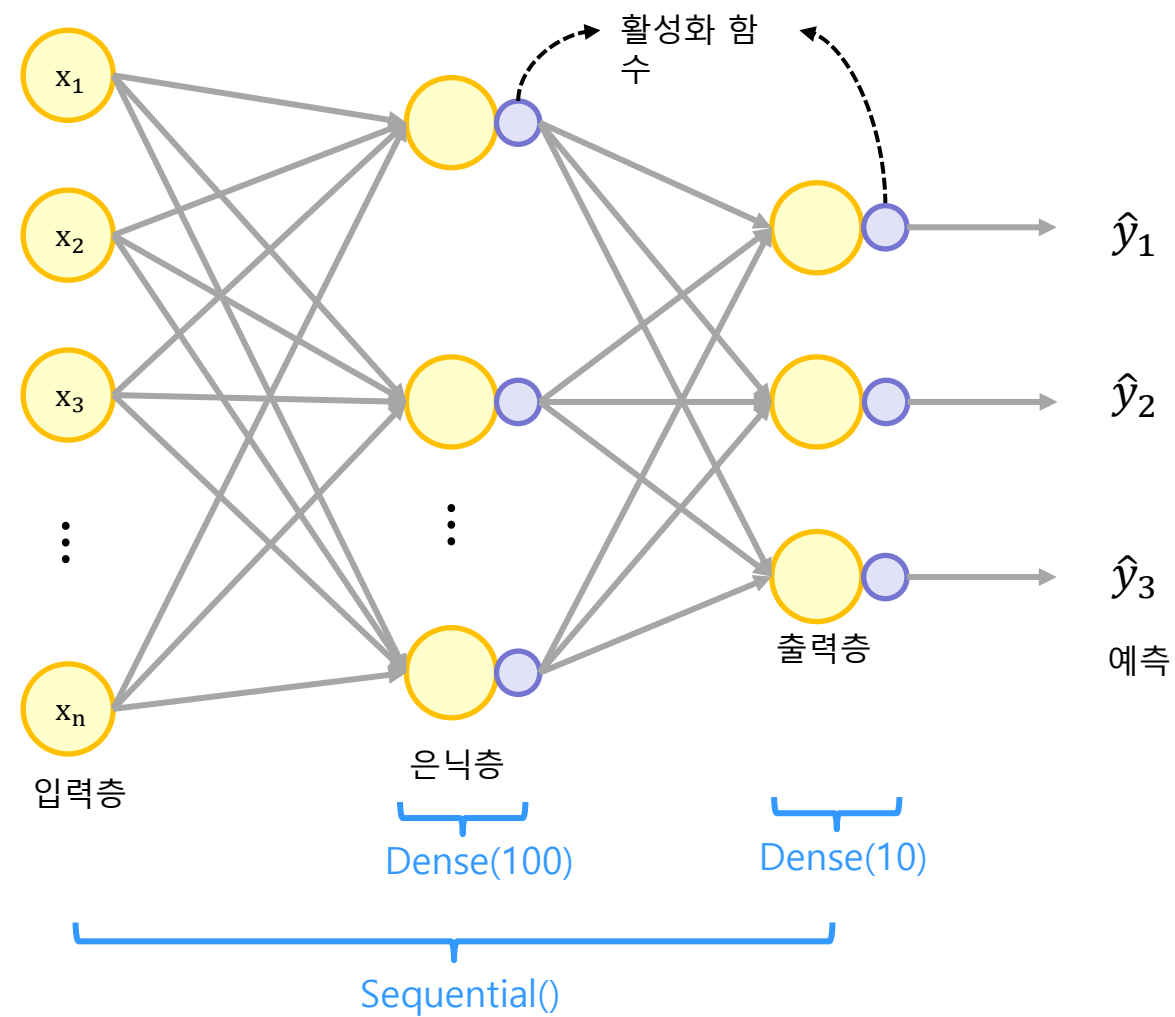 활성화 함
수
x₁
x₂
x₃
⋮
xₙ
입력층
⋮
은닉층
출력층
ŷ₁
ŷ₂
ŷ₃
예측
Dense(100)
Dense(10)
Sequential()